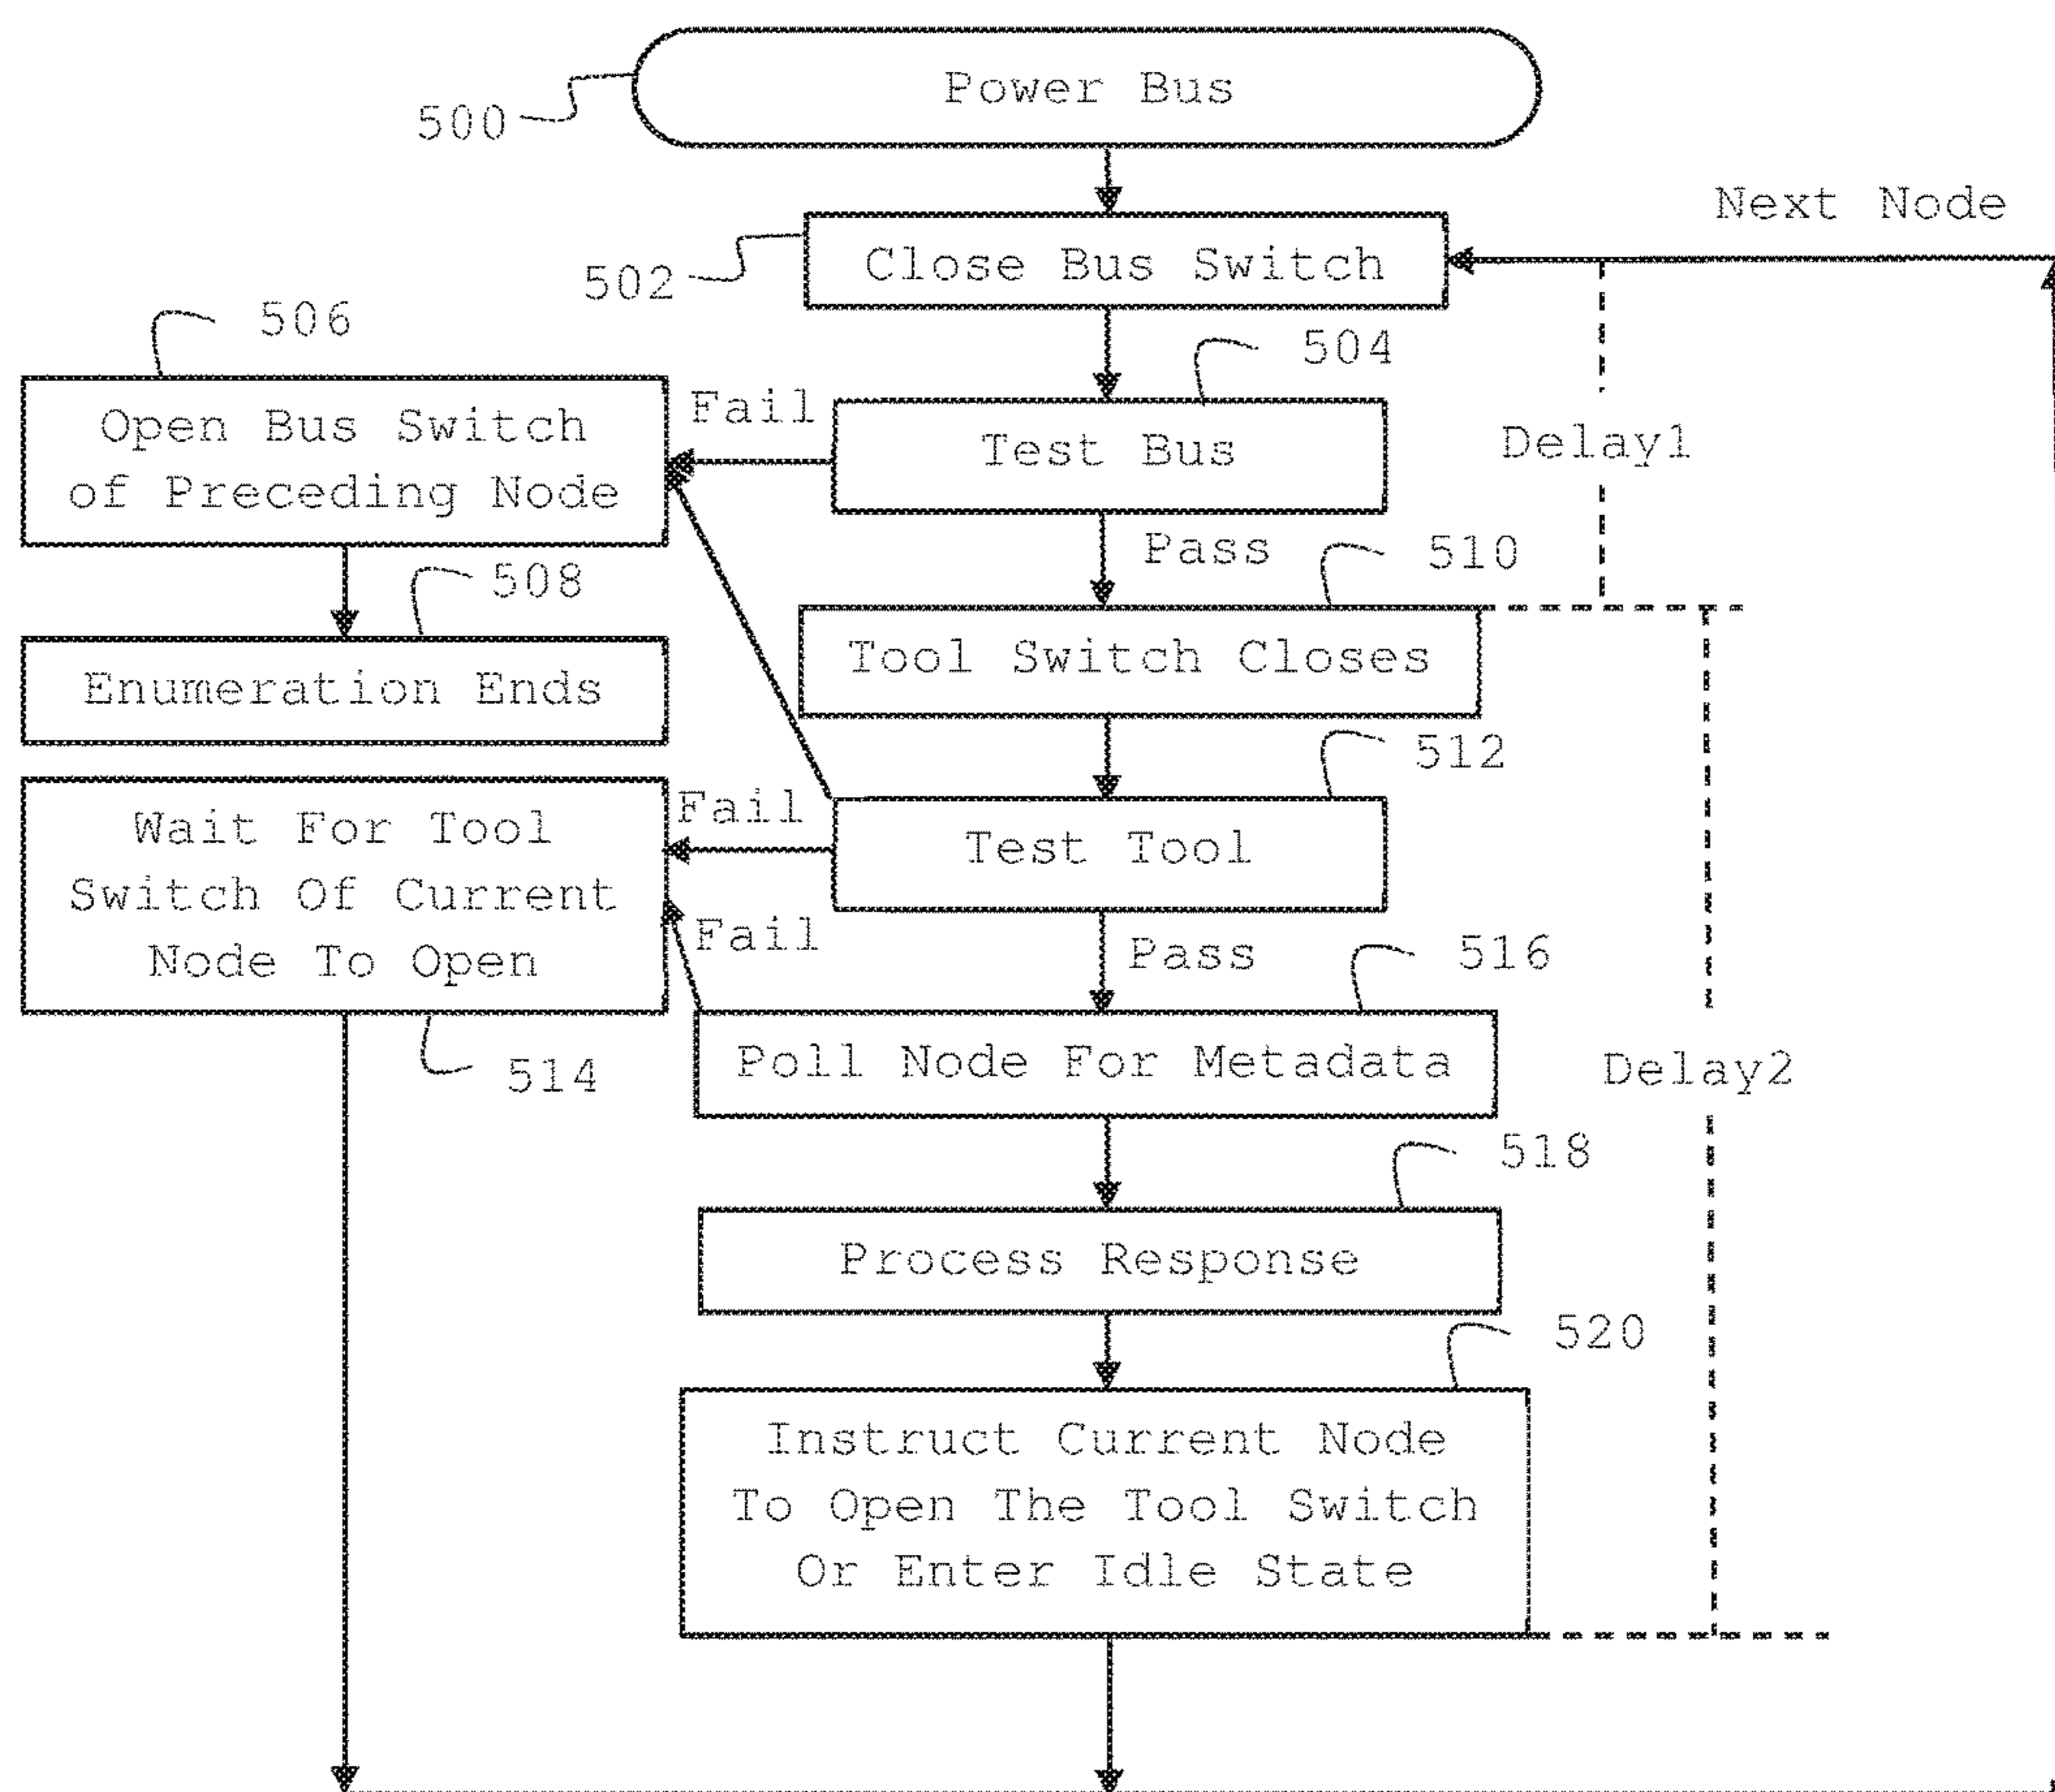 Power Bus
500
Next Node
Close Bus Switch
502
506
504
Open Bus Switch
of Preceding Node
Fail
Test Bus
Delay1
Pass
510
508
Enumeration Ends
Tool Switch Closes
512
Wait For Tool
Switch Of Current
Node To Open
Fail
Test Tool
Fail
Pass
516
514
Poll Node For Metadata
Delay2
518
Process Response
520
Instruct Current Node
To Open The Tool Switch
Or Enter Idle State